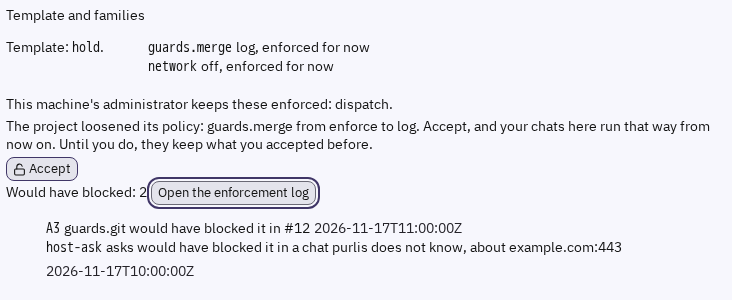 Template and families
Template: hold. guards.merge log, enforced for now
network off, enforced for now
This machine's administrator keeps these enforced: dispatch.
The project loosened its policy: guards.merge from enforce to log. Accept, and your chats here run that way from
now on. Until you do, they keep what you accepted before.
Accept
Would have blocked: 2 Open the enforcement log
A3 guards.git would have blocked it in #12 2026-11-17T11:00:00Z
host-ask asks would have blocked it in a chat purlis does not know, about example.com:443
2026-11-17T10:00:00Z